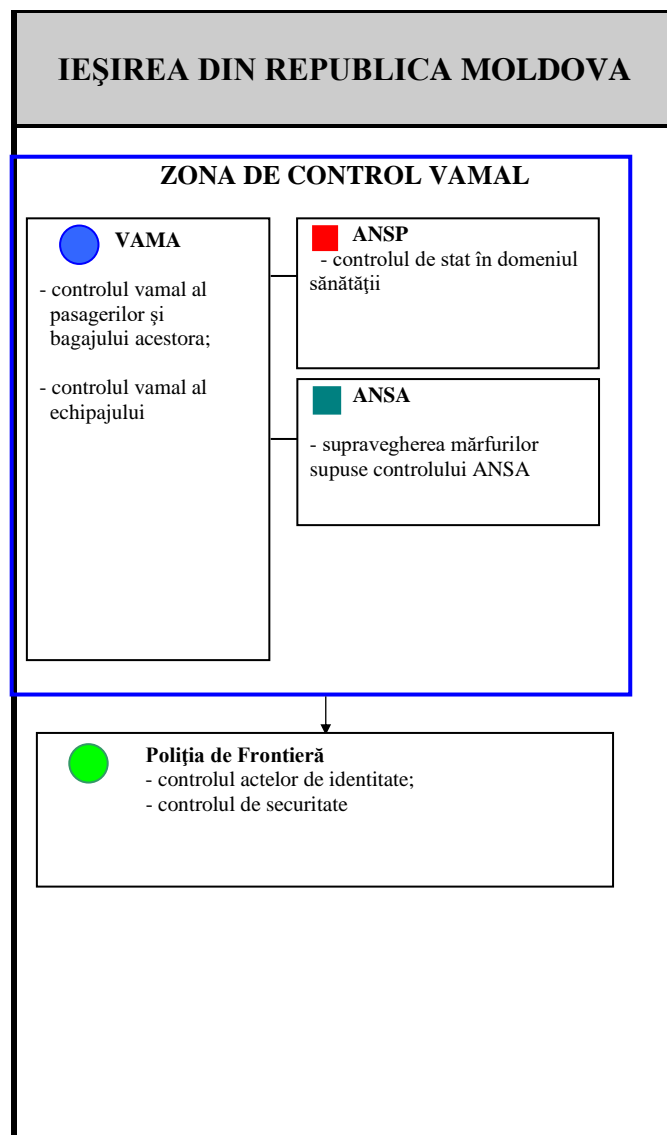 IEŞIREA DIN REPUBLICA MOLDOVA
ZONA DE CONTROL VAMAL
VAMA
- controlul vamal al
pasagerilor şi
bagajului acestora;
- controlul vamal al
echipajului
ANSP
- controlul de stat în domeniul
sănătăţii
ANSA
- supravegherea mărfurilor
supuse controlului ANSA
Poliţia de Frontieră
- controlul actelor de identitate;
- controlul de securitate